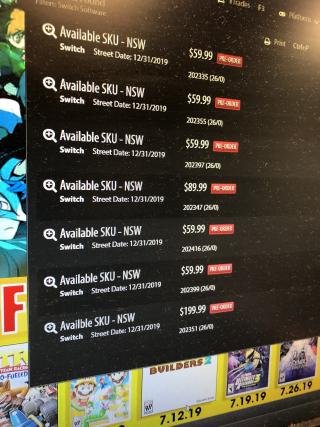 Filters: Switch Software
F3
Platform
Print
Available SKU - NSW
Switch Street Date: 12/31/2019
$59.99 PRE-ORDER
202335 (26/0)
Available SKU - NSW
Switch Street Date: 12/31/2019
$59.99 PRE-ORDER
202355 (26/0)
Available SKU - NSW
Switch Street Date: 12/31/2019
$59.99 PRE-ORDER
202397 (26/0)
Available SKU - NSW
Switch Street Date: 12/31/2019
$89.99 PRE-ORDER
202347 (26/0)
Available SKU - NSW
Switch Street Date: 12/31/2019
$59.99 PRE-ORDER
202416 (26/0)
Available SKU - NSW
Switch Street Date: 12/31/2019
$59.99 PRE-ORDER
202399 (26/0)
Availble SKU - NSW
Switch Street Date: 12/31/2019
$199.99 PRE-ORDER
202351 (26/0)
F
BUILDERS 2
7.12.19
7.19.19
7.26.19